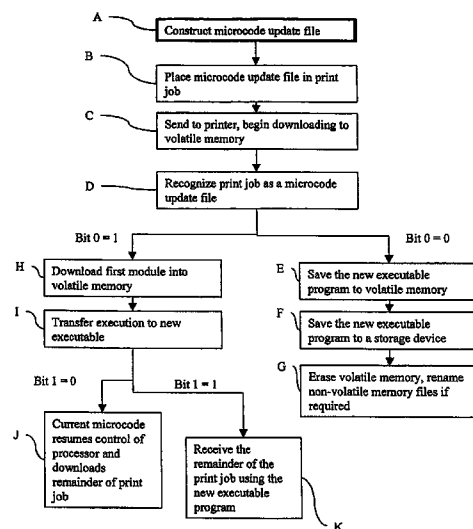 A
Construct microcode update file
B
Place microcode update file in print
job
C
Send to printer, begin downloading to
volatile memory
D
Recognize print job as a microcode
update file
Bit 0 = 1
Bit 0 = 0
H
Download first module into
volatile memory
E
Save the new executable
program to volatile memory
I
Transfer execution to new
executable
F
Save the new executable
program to a storage device
G
Erase volatile memory, rename
non-volatile memory files if
required
Bit 1 = 0
Bit 1 = 1
J
Current microcode
resumes control of
processor and
downloads
remainder of print
job
Receive the
remainder of the
print job using the
new executable
program
K